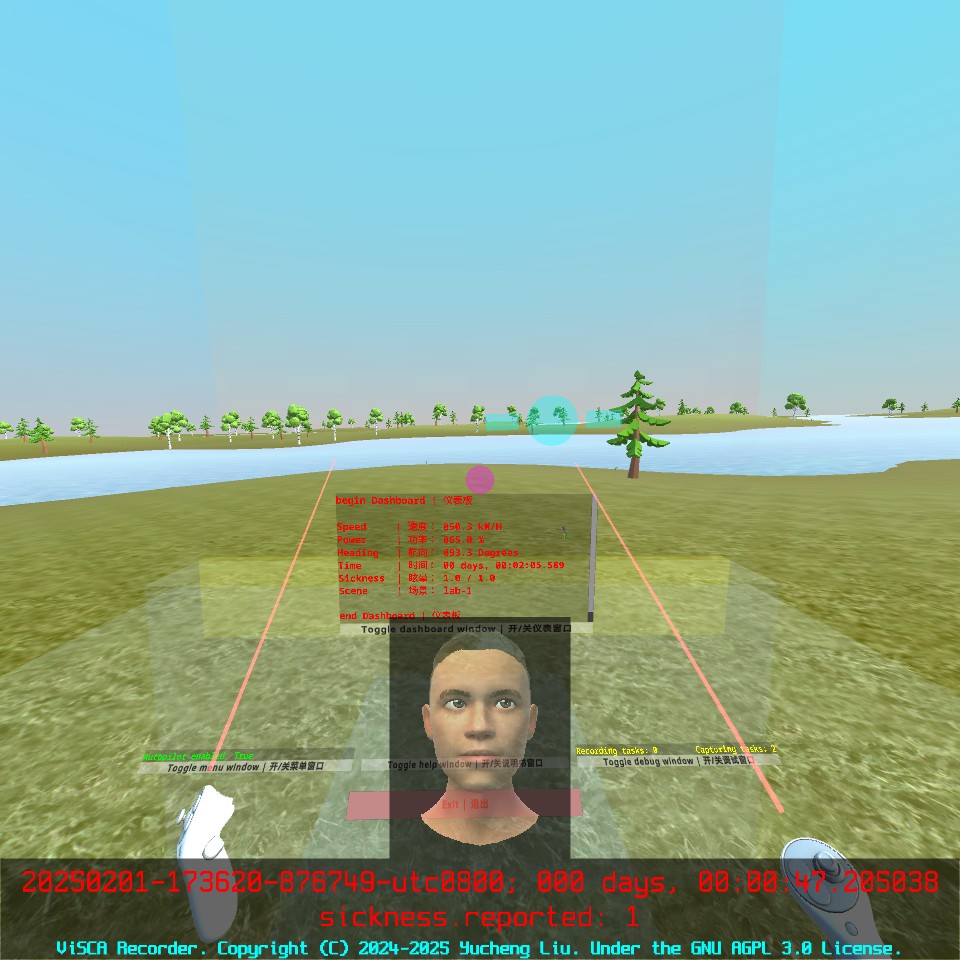 begin Dashboard | 仪表板
Speed | 速度: 050.3 kM/H
Power | 功率: 065.0 %
Heading | 航向: 093.3 Degrees
Time | 时间: 00 days, 00:02:05.589
Sickness | 眩晕: 1.0 / 1.0
Scene | 场景: lab-1
end Dashboard | 仪表板
Toggle dashboard window | 开/关仪表窗口
Autopilot enabled: True
Toggle menu window | 开/关菜单窗口
Toggle help window | 开/关说明书窗口
Recording tasks: 0 Capturing tasks: 2
Toggle debug window | 开/关调试窗口
Exit | 退出
20250201-173620-876749-utc0800; 000 days, 00:00:47.205038
sickness.reported: 1
ViSCA Recorder. Copyright (C) 2024-2025 Yucheng Liu. Under the GNU AGPL 3.0 License.